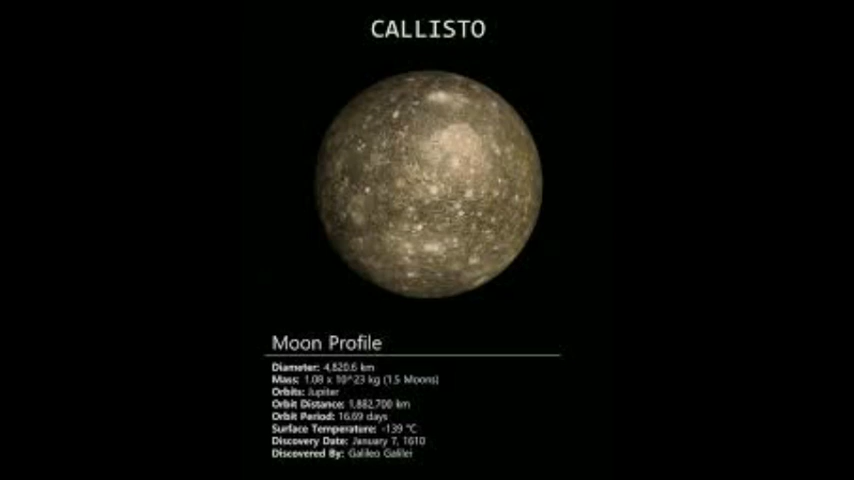 CALLISTO
Moon Profile
Diameter: 4,820.6 km
Mass: 1.08 x 10^23 kg (1.5 Moons)
Orbits: Jupiter
Orbit Distance: 1,882,700 km
Orbit Period: 16.69 days
Surface Temperature: -139 °C
Discovery Date: January 7, 1610
Discovered By: Galileo Galilei